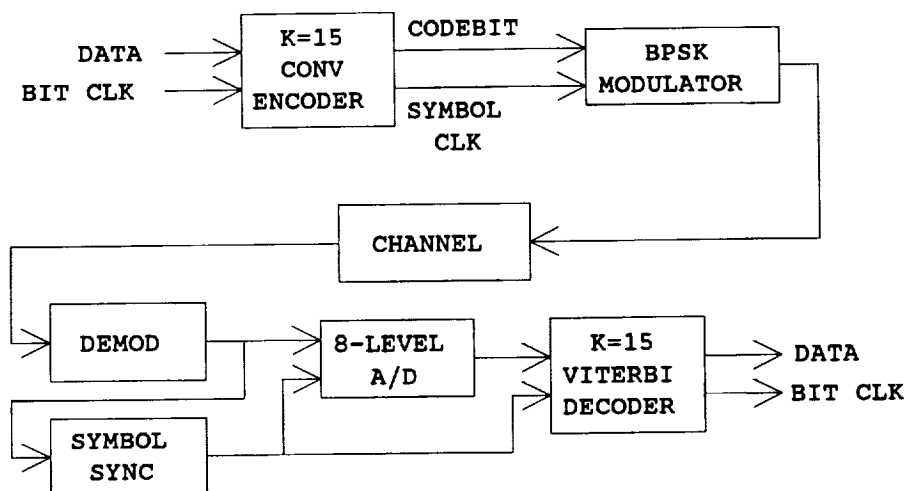 DATA
BIT CLK
K=15
CONV
ENCODER
CODEBIT
SYMBOL
CLK
BPSK
MODULATOR
CHANNEL
DEMOD
8-LEVEL
A/D
K=15
VITERBI
DECODER
DATA
BIT CLK
SYMBOL
SYNC